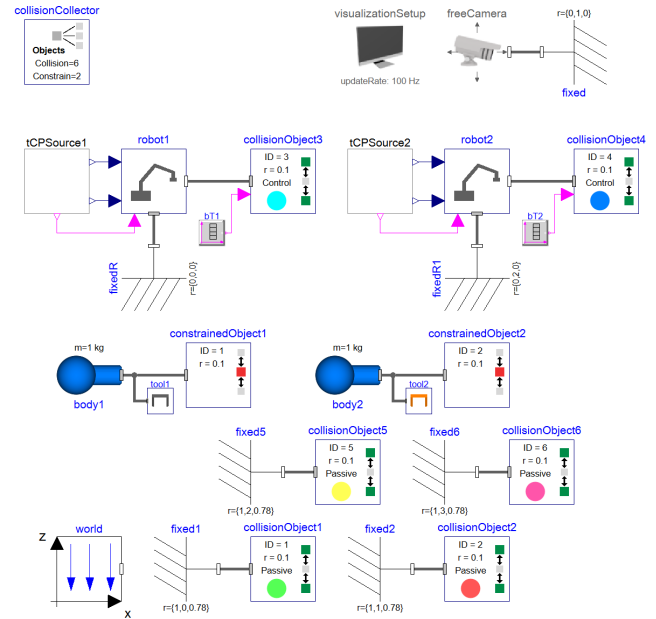 collisionCollector
Objects
Collision=6
Constrain=2
visualizationSetup
updateRate: 100 Hz
freeCamera
r={0,1,0}
fixed
tCPSource1
robot1
collisionObject3
ID = 3
r = 0.1
Control
bT1
fixedR
r={0,0,0}
tCPSource2
robot2
collisionObject4
ID = 4
r = 0.1
Control
bT2
fixedR1
r={0,2,0}
m=1 kg
body1
tool1
constrainedObject1
ID = 1
r = 0.1
m=1 kg
body2
tool2
constrainedObject2
ID = 2
r = 0.1
fixed5
r={1,2,0.78}
collisionObject5
ID = 5
r = 0.1
Passive
fixed6
r={1,3,0.78}
collisionObject6
ID = 6
r = 0.1
Passive
world
z
x
fixed1
r={1,0,0.78}
collisionObject1
ID = 1
r = 0.1
Passive
fixed2
r={1,1,0.78}
collisionObject2
ID = 2
r = 0.1
Passive